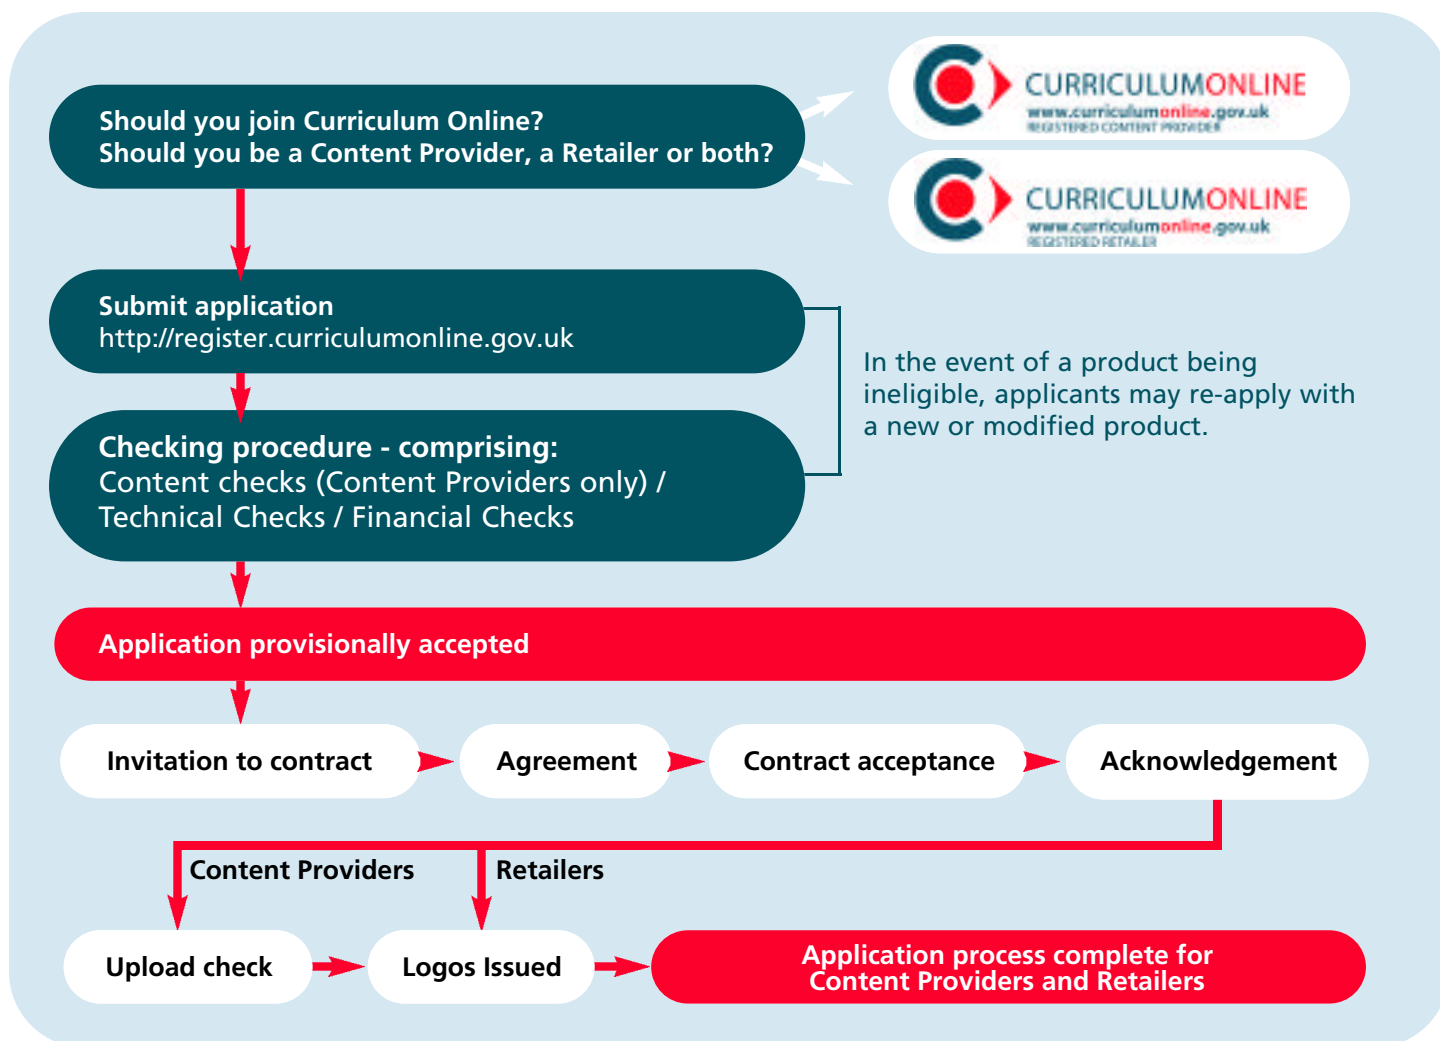 Should you join Curriculum Online?
Should you be a Content Provider, a Retailer or both?
CURRICULUMONLINE
www.curriculumonline.gov.uk
REGISTERED CONTENT PROVIDER
CURRICULUMONLINE
www.curriculumonline.gov.uk
REGISTERED RETAILER
Submit application
http://register.curriculumonline.gov.uk
In the event of a product being
ineligible, applicants may re-apply with
a new or modified product.
Checking procedure - comprising:
Content checks (Content Providers only) /
Technical Checks / Financial Checks
Application provisionally accepted
Invitation to contract
Agreement
Contract acceptance
Acknowledgement
Content Providers
Retailers
Upload check
Logos Issued
Application process complete for
Content Providers and Retailers